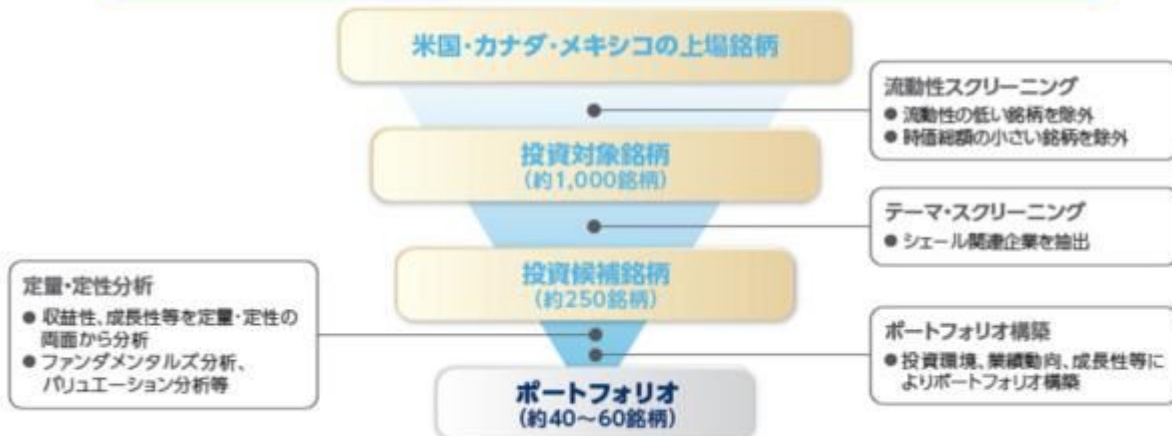 米国・カナダ・メキシコの上場銘柄
流動性スクリーニング
● 流動性の低い銘柄を除外
● 時価総額の小さい銘柄を除外
投資対象銘柄
(約1,000銘柄)
テーマ・スクリーニング
● シェール関連企業を抽出
投資候補銘柄
(約250銘柄)
定量・定性分析
● 収益性、成長性等を定量・定性の
両面から分析
● ファンダメンタルズ分析、
バリュエーション分析等
ポートフォリオ構築
● 投資環境、業績動向、成長性等に
よりポートフォリオ構築
ポートフォリオ
(約40～60銘柄)